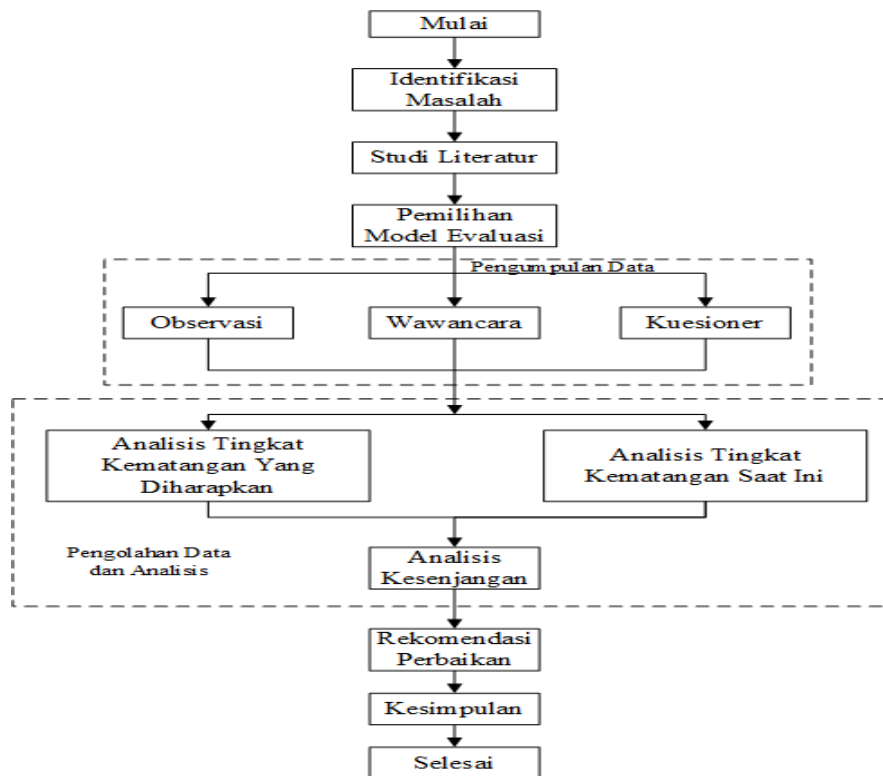 Mulai
Identifikasi
Masalah
Studi Literatur
Pemilihan
Model Evaluasi
Pengumpulan Data
Observasi
Wawancara
Kuesioner
Analisis Tingkat
Kematangan Yang
Diharapkan
Analisis Tingkat
Kematangan Saat Ini
Pengolahan Data
dan Analisis
Analisis
Kesenjangan
Rekomendasi
Perbaikan
Kesimpulan
Selesai